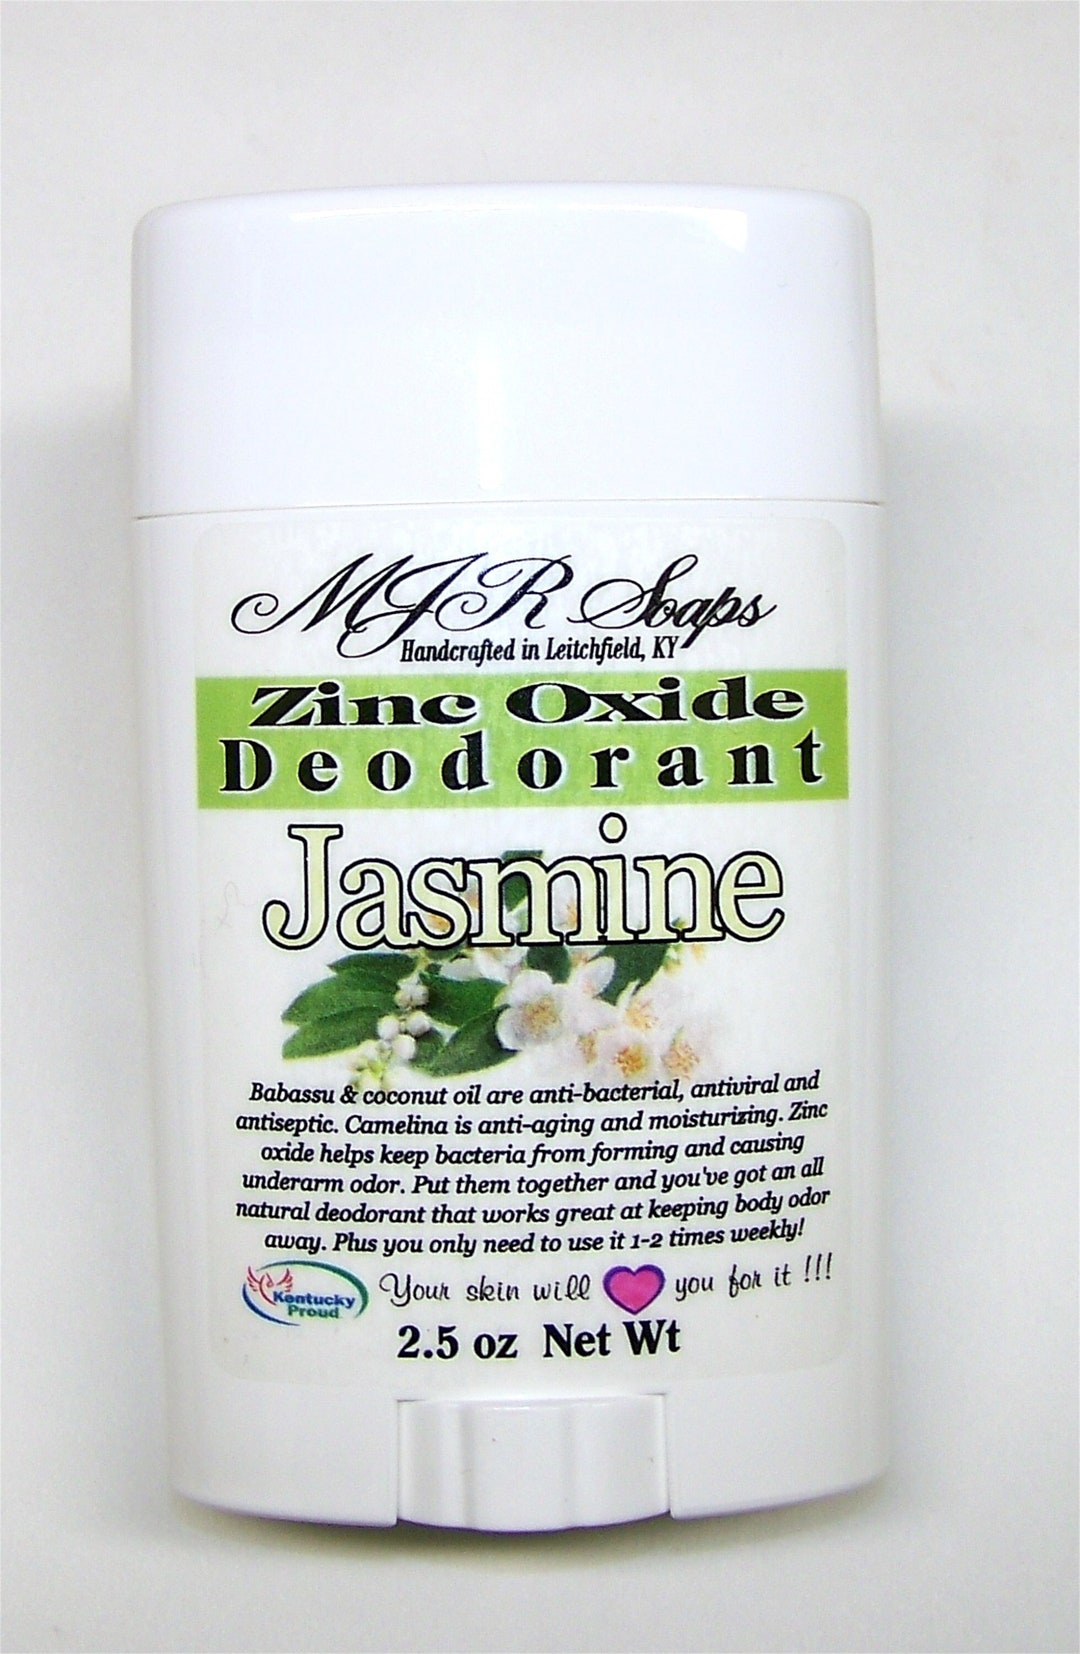 MJR Soaps
Handcrafted in Leitchfield, KY
Zinc Oxide
Deodorant
Jasmine
Babassu & coconut oil are anti-bacterial, antiviral and
antiseptic. Camelina is anti-aging and moisturizing. Zinc
oxide helps keep bacteria from forming and causing
underarm odor. Put them together and you've got an all
natural deodorant that works great at keeping body odor
away. Plus you only need to use it 1-2 times weekly!
Kentucky
Proud
Your skin will you for it !!!
2.5 oz Net Wt